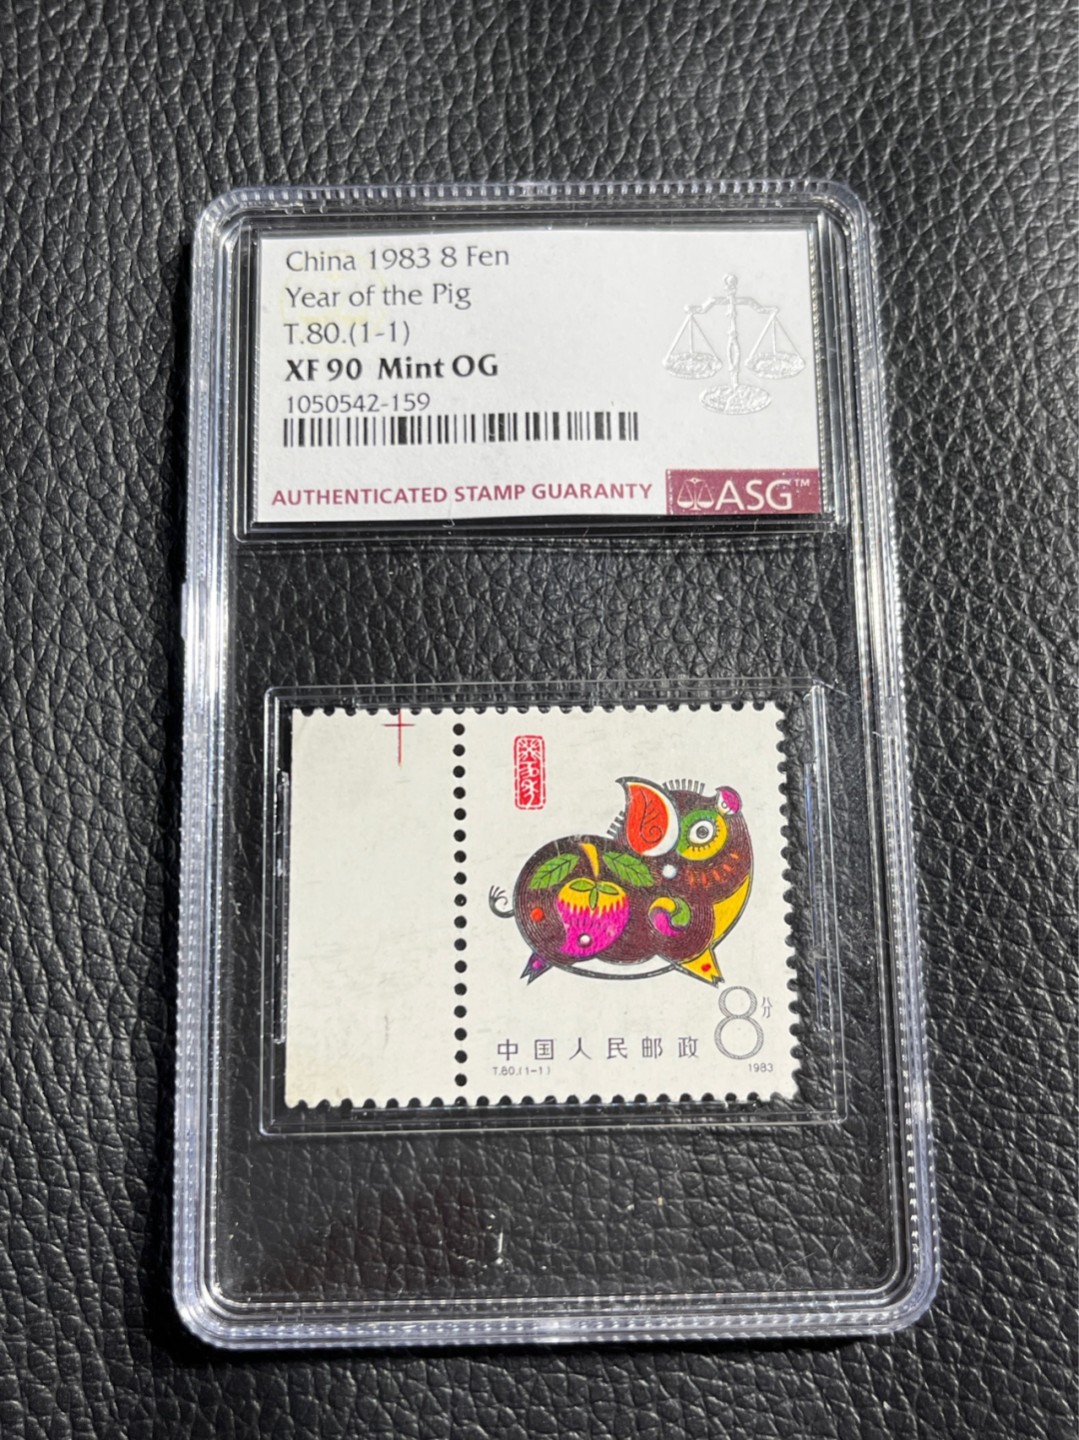 China 1983 8 Fen
Year of the Pig
T.80.(1-1)
XF 90 Mint OG
1050542-159
AUTHENTICATED STAMP GUARANTY
ASG™
8分
中国人民邮政
T.80.(1-1)
1983